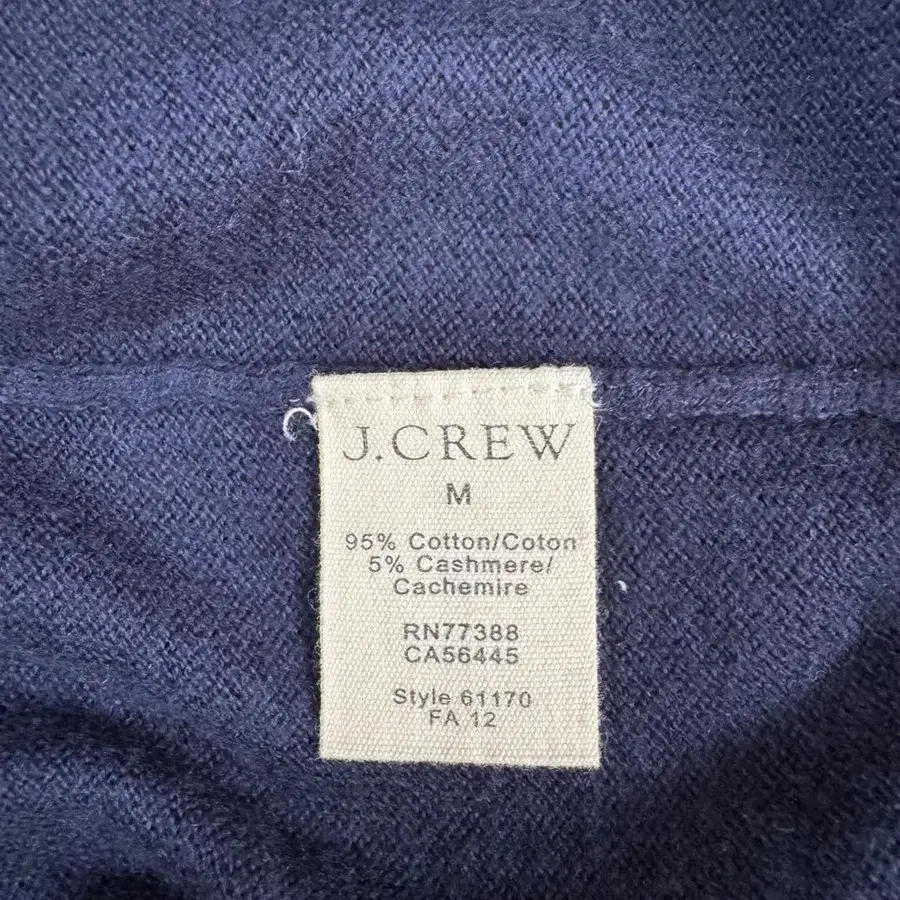 J.CREW
M
95% Cotton/Coton
5% Cashmere/
Cachemire
RN77388
CA56445
Style 61170
FA 12